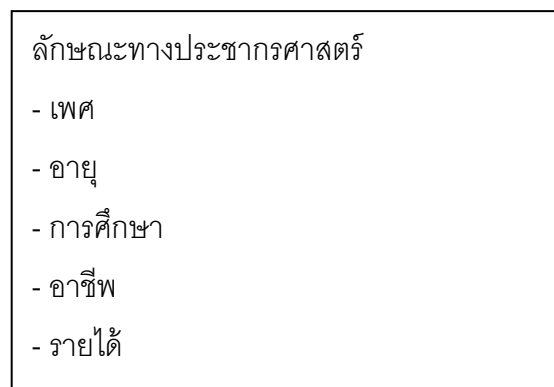 ลักษณะทางประชากรศาสตร์
- เพศ
- อายุ
- การศึกษา
- อาชีพ
- รายได้